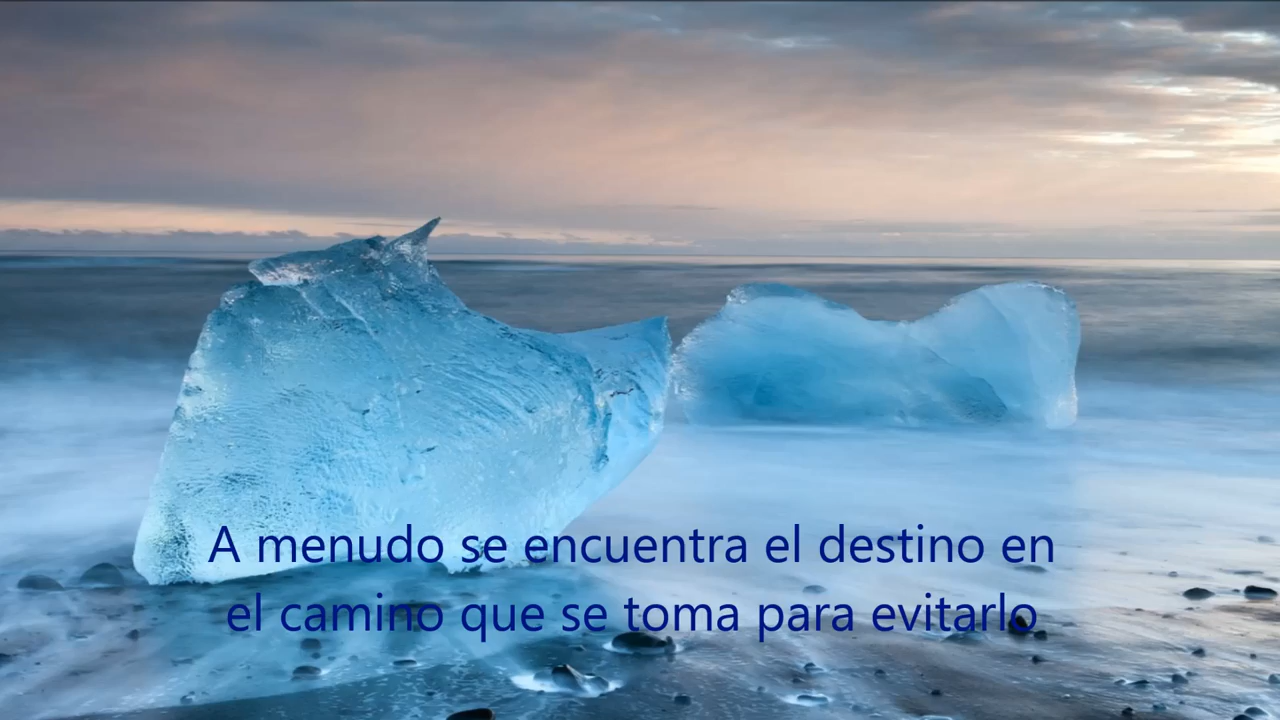 A menudo se encuentra el destino en
el camino que se toma para evitarlo